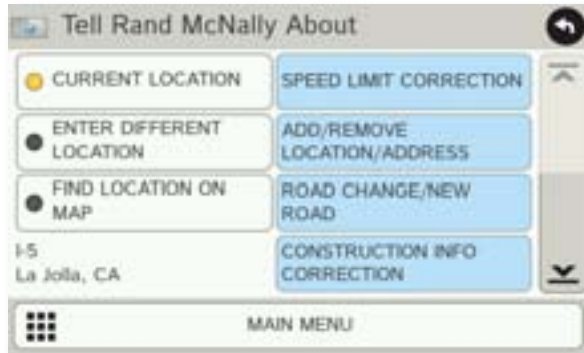 Tell Rand McNally About
CURRENT LOCATION
SPEED LIMIT CORRECTION
ENTER DIFFERENT
LOCATION
ADD/REMOVE
LOCATION/ADDRESS
FIND LOCATION ON
MAP
ROAD CHANGE/NEW
ROAD
I-5
La Jolla, CA
CONSTRUCTION INFO
CORRECTION
MAIN MENU